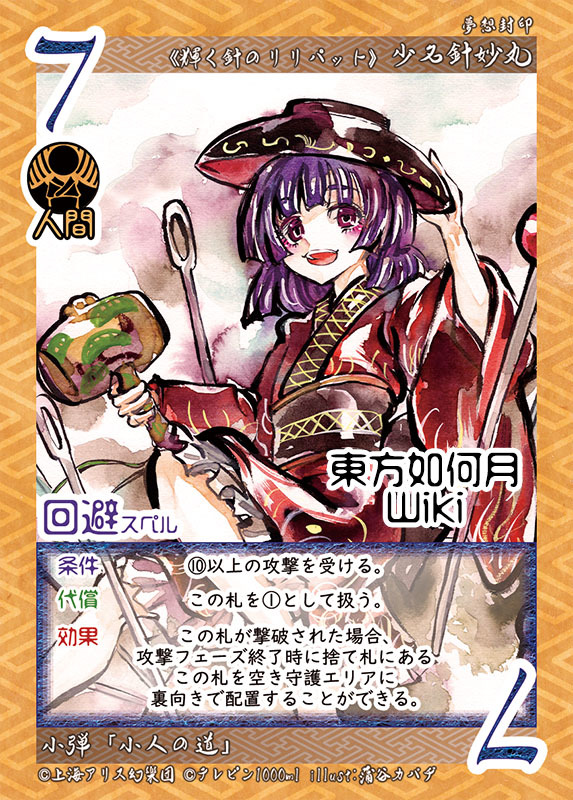 夢想封印
7
《輝く針のリリパット》 少名針妙丸
人間
東方如何月
Wiki
回避スペル
条件 ⑩以上の攻撃を受ける。
代償 この札を①として扱う。
効果 この札が撃破された場合、
攻撃フェーズ終了時に捨て札にある
この札を空き守護エリアに
裏向きで配置することができる。
小弾「小人の道」
7
©上海アリス幻樂団 ©テレビン1000ml illust:蒲谷カバヂ